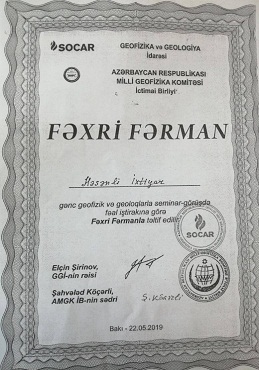 SOCAR
GEOFİZİKA və GEOLOGİYA
İdarəsi
AZƏRBAYCAN RESPUBLİKASI
MİLLİ GEOFİZİKA KOMİTƏSİ
İctimai Birliyi
FƏXRİ FƏRMAN
Həsənli İxtiyar
gənc geofizik və geoloqlarla seminar-görüşdə
fəal iştirakına görə
Fəxri Fərmanla təltif edilir
SOCAR
Elçin Şirinov,
GGİ-nin rəisi
Şahvələd Köçərli,
AMGK İB-nin sədri
Bakı - 22.05.2019